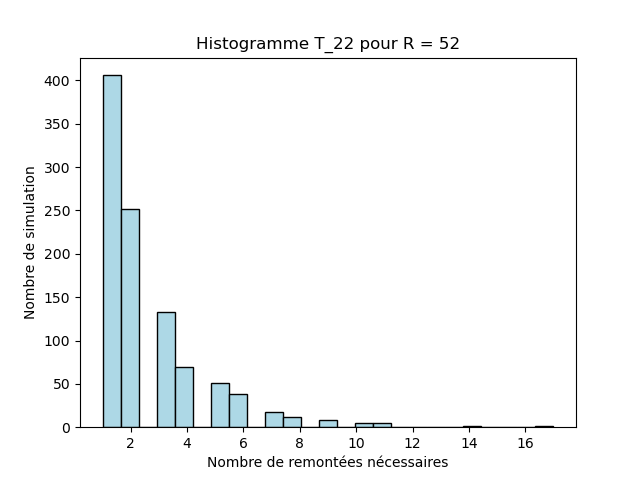 Histogramme T_22 pour R = 52
Nombre de simulation
400
350
300
250
200
150
100
50
0
2 4 6 8 10 12 14 16
Nombre de remontées nécessaires